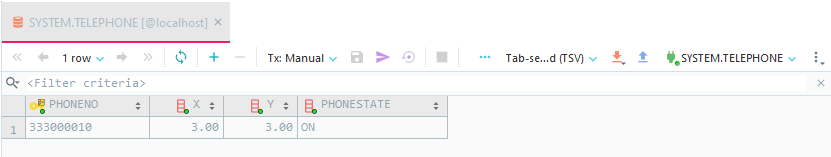 SYSTEM.TELEPHONE [@localhost]
1 row Tx: Manual Tab-se...d (TSV) SYSTEM.TELEPHONE
<Filter criteria>
PHONENO X Y PHONESTATE
1 333000010 3.00 3.00 ON